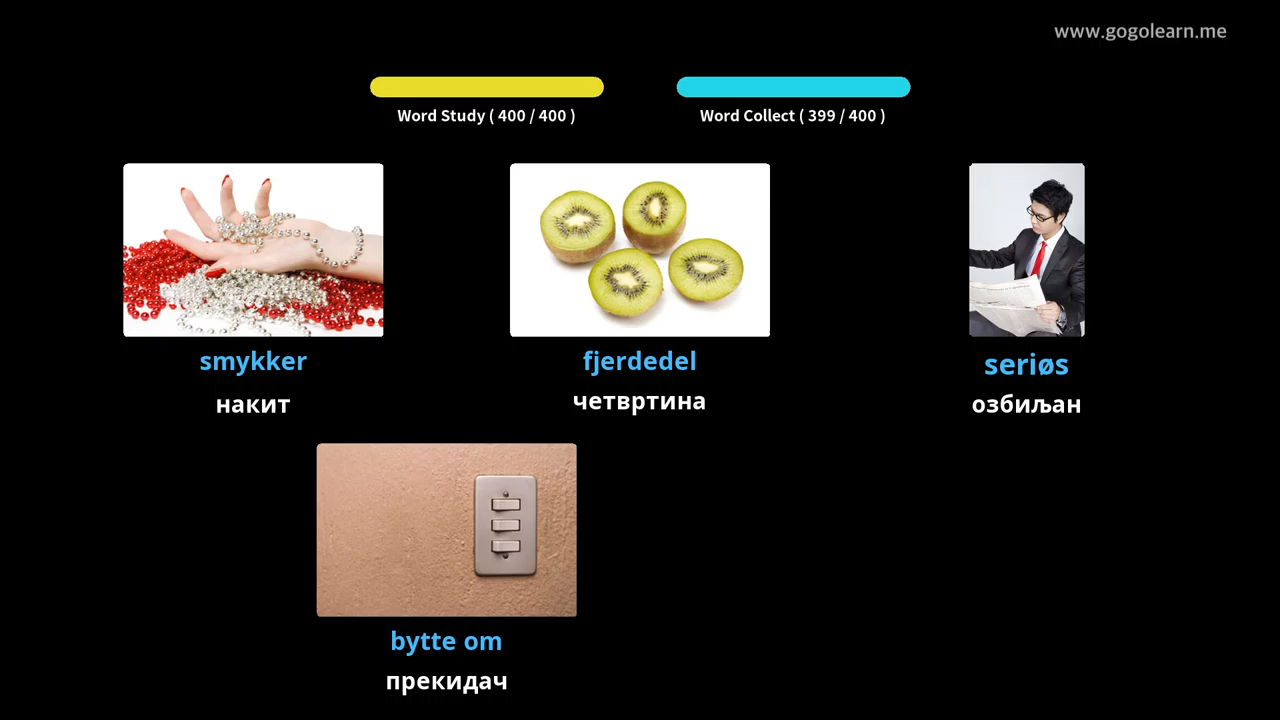 www.gogolearn.me
Word Study ( 400 / 400 )
Word Collect ( 399 / 400 )
smykker
накит
fjerdedel
четвртина
seriøs
озбиљан
bytte om
прекидач